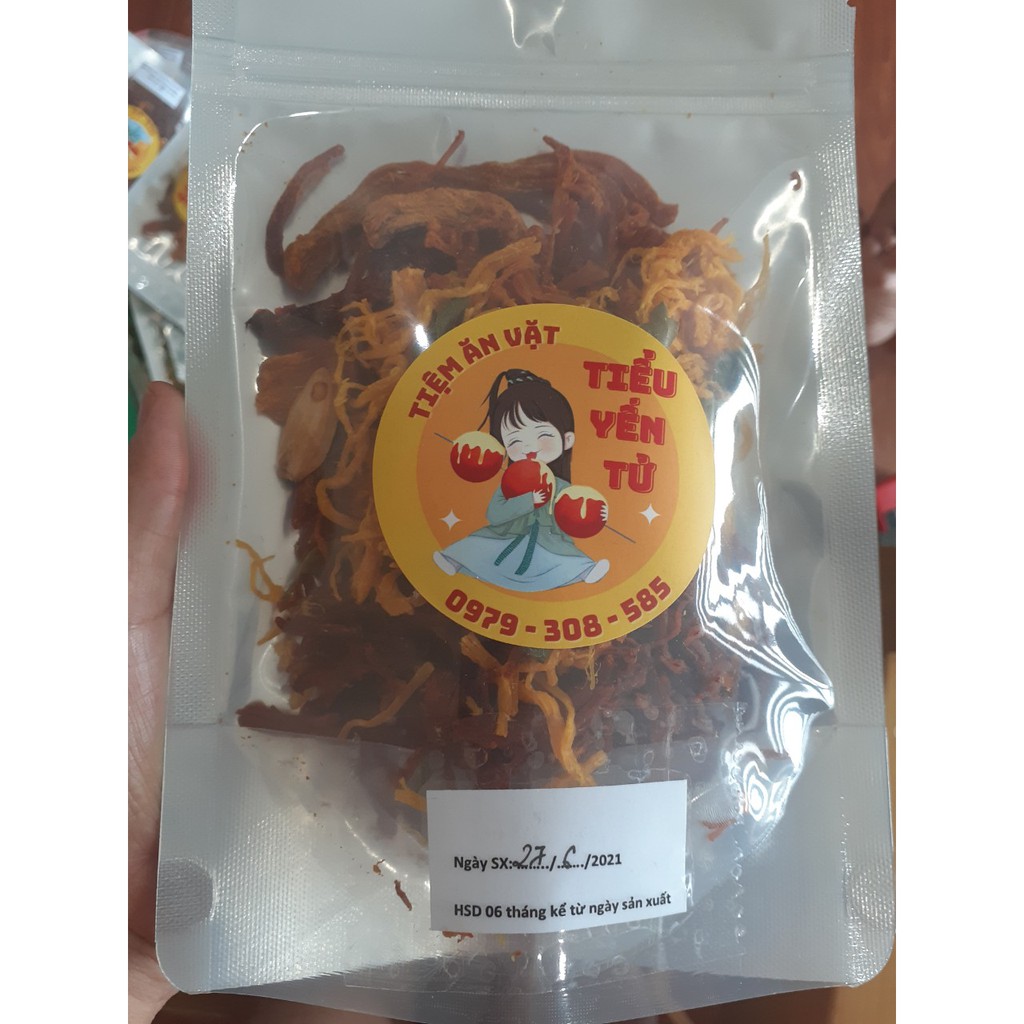 TIỆM ĂN VẶT
TIỂU
YẾN
TỬ
0979 - 308 - 585
Ngày SX:27/6/2021
HSD 06 tháng kể từ ngày sản xuất